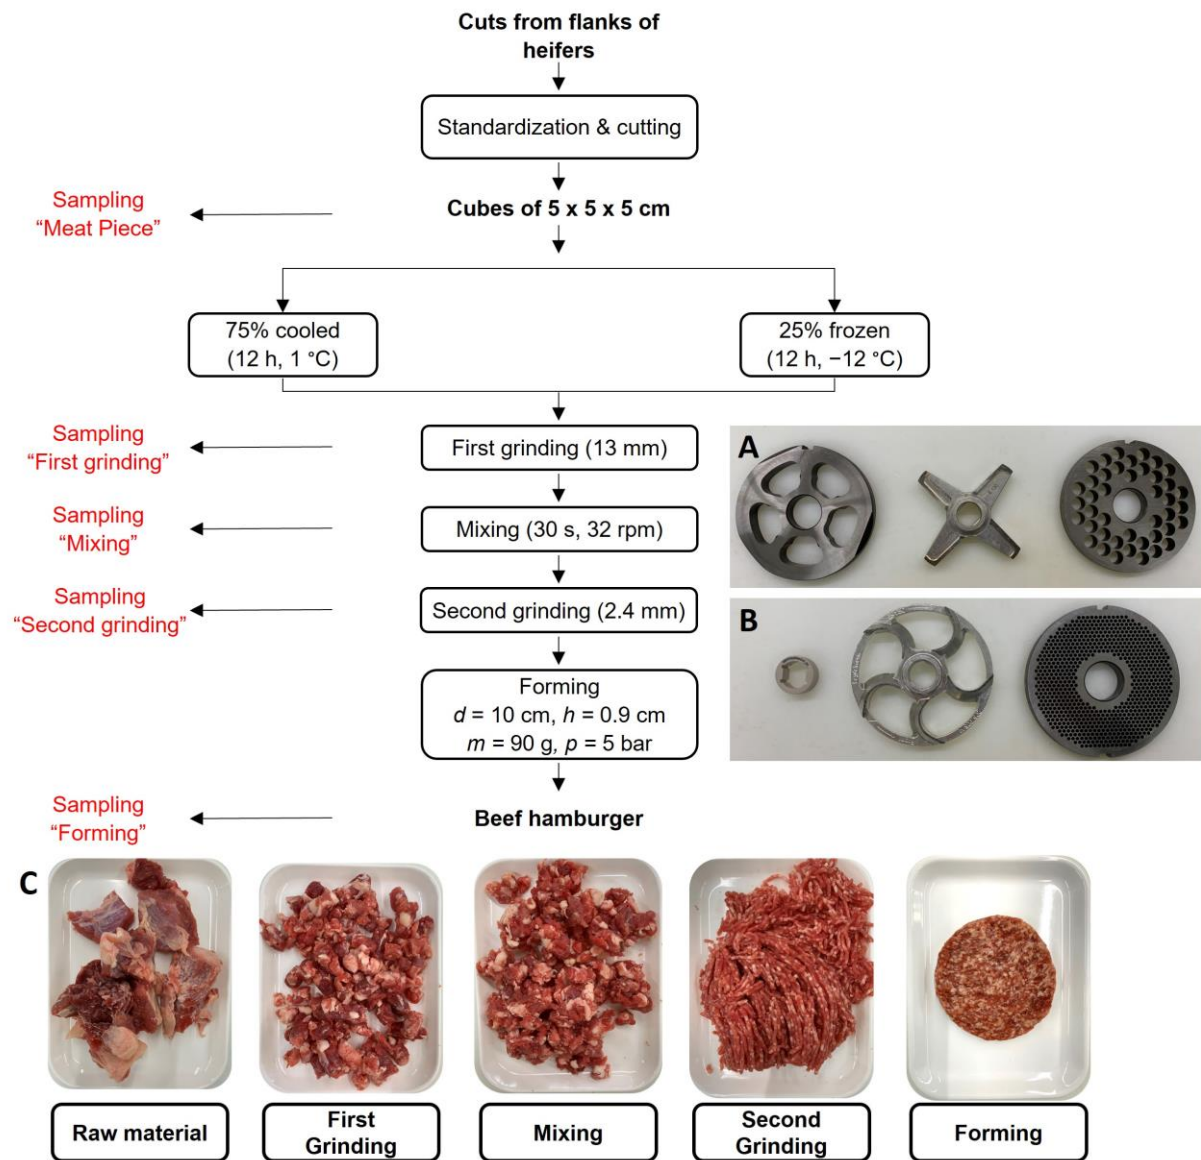 Cuts from flanks of
heifers
Standardization & cutting
Sampling
“Meat Piece”
Cubes of 5 x 5 x 5 cm
75% cooled
(12 h, 1 °C)
25% frozen
(12 h, −12 °C)
Sampling
“First grinding”
First grinding (13 mm)
Sampling
“Mixing”
Mixing (30 s, 32 rpm)
Sampling
“Second grinding”
Second grinding (2.4 mm)
Forming
d = 10 cm, h = 0.9 cm
m = 90 g, p = 5 bar
Sampling
“Forming”
Beef hamburger
A
B
C
Raw material
First
Grinding
Mixing
Second
Grinding
Forming